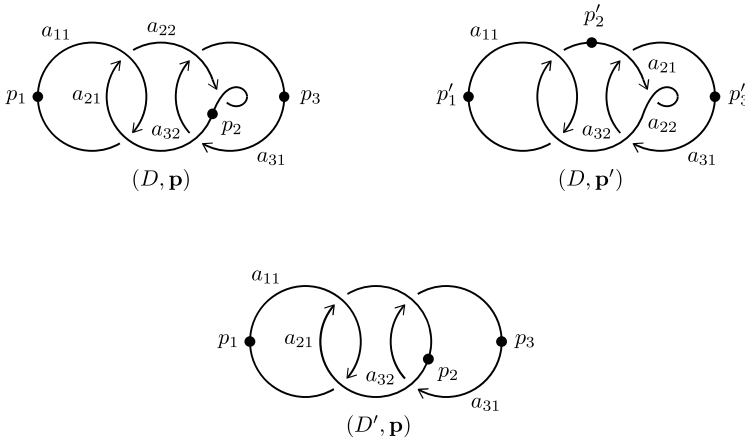 a₁₁ a₂₂ p₁ a₂₁ a₃₂ p₂ p₃ a₃₁
(D, 𝐩)
a₁₁ p′₂ a₂₁ p′₁ a₃₂ a₂₂ p′₃ a₃₁
(D, 𝐩′)
a₁₁
p₁ a₂₁ p₃
a₃₂ p₂
a₃₁
(D′, 𝐩)